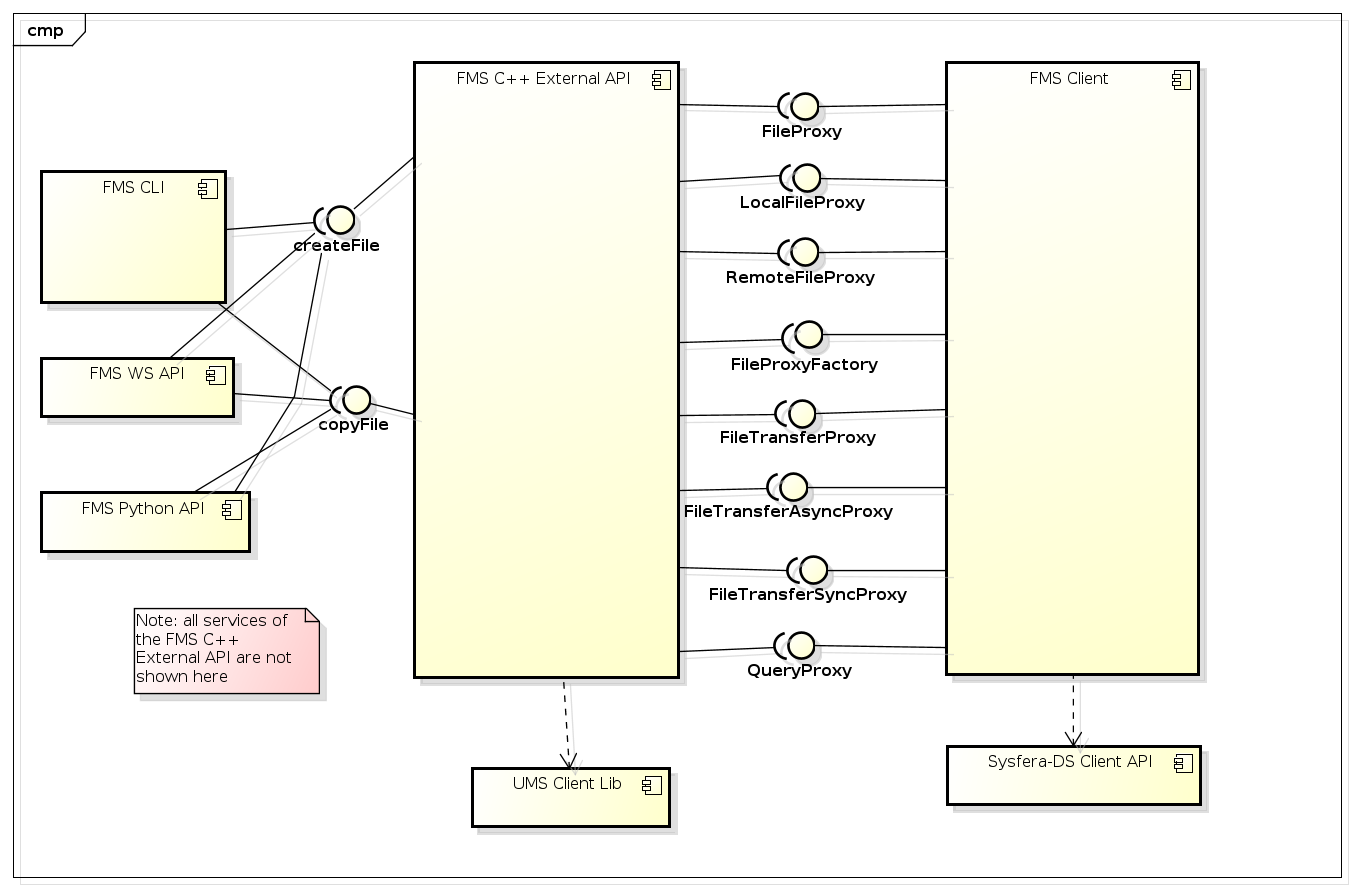 cmp
FMS C++ External API
FMS Client
FileProxy
FMS CLI
LocalFileProxy
createFile
RemoteFileProxy
FMS WS API
FileProxyFactory
copyFile
FileTransferProxy
FMS Python API
FileTransferAsyncProxy
FileTransferSyncProxy
Note: all services of
the FMS C++
External API are not
shown here
QueryProxy
UMS Client Lib
Sysfera-DS Client API